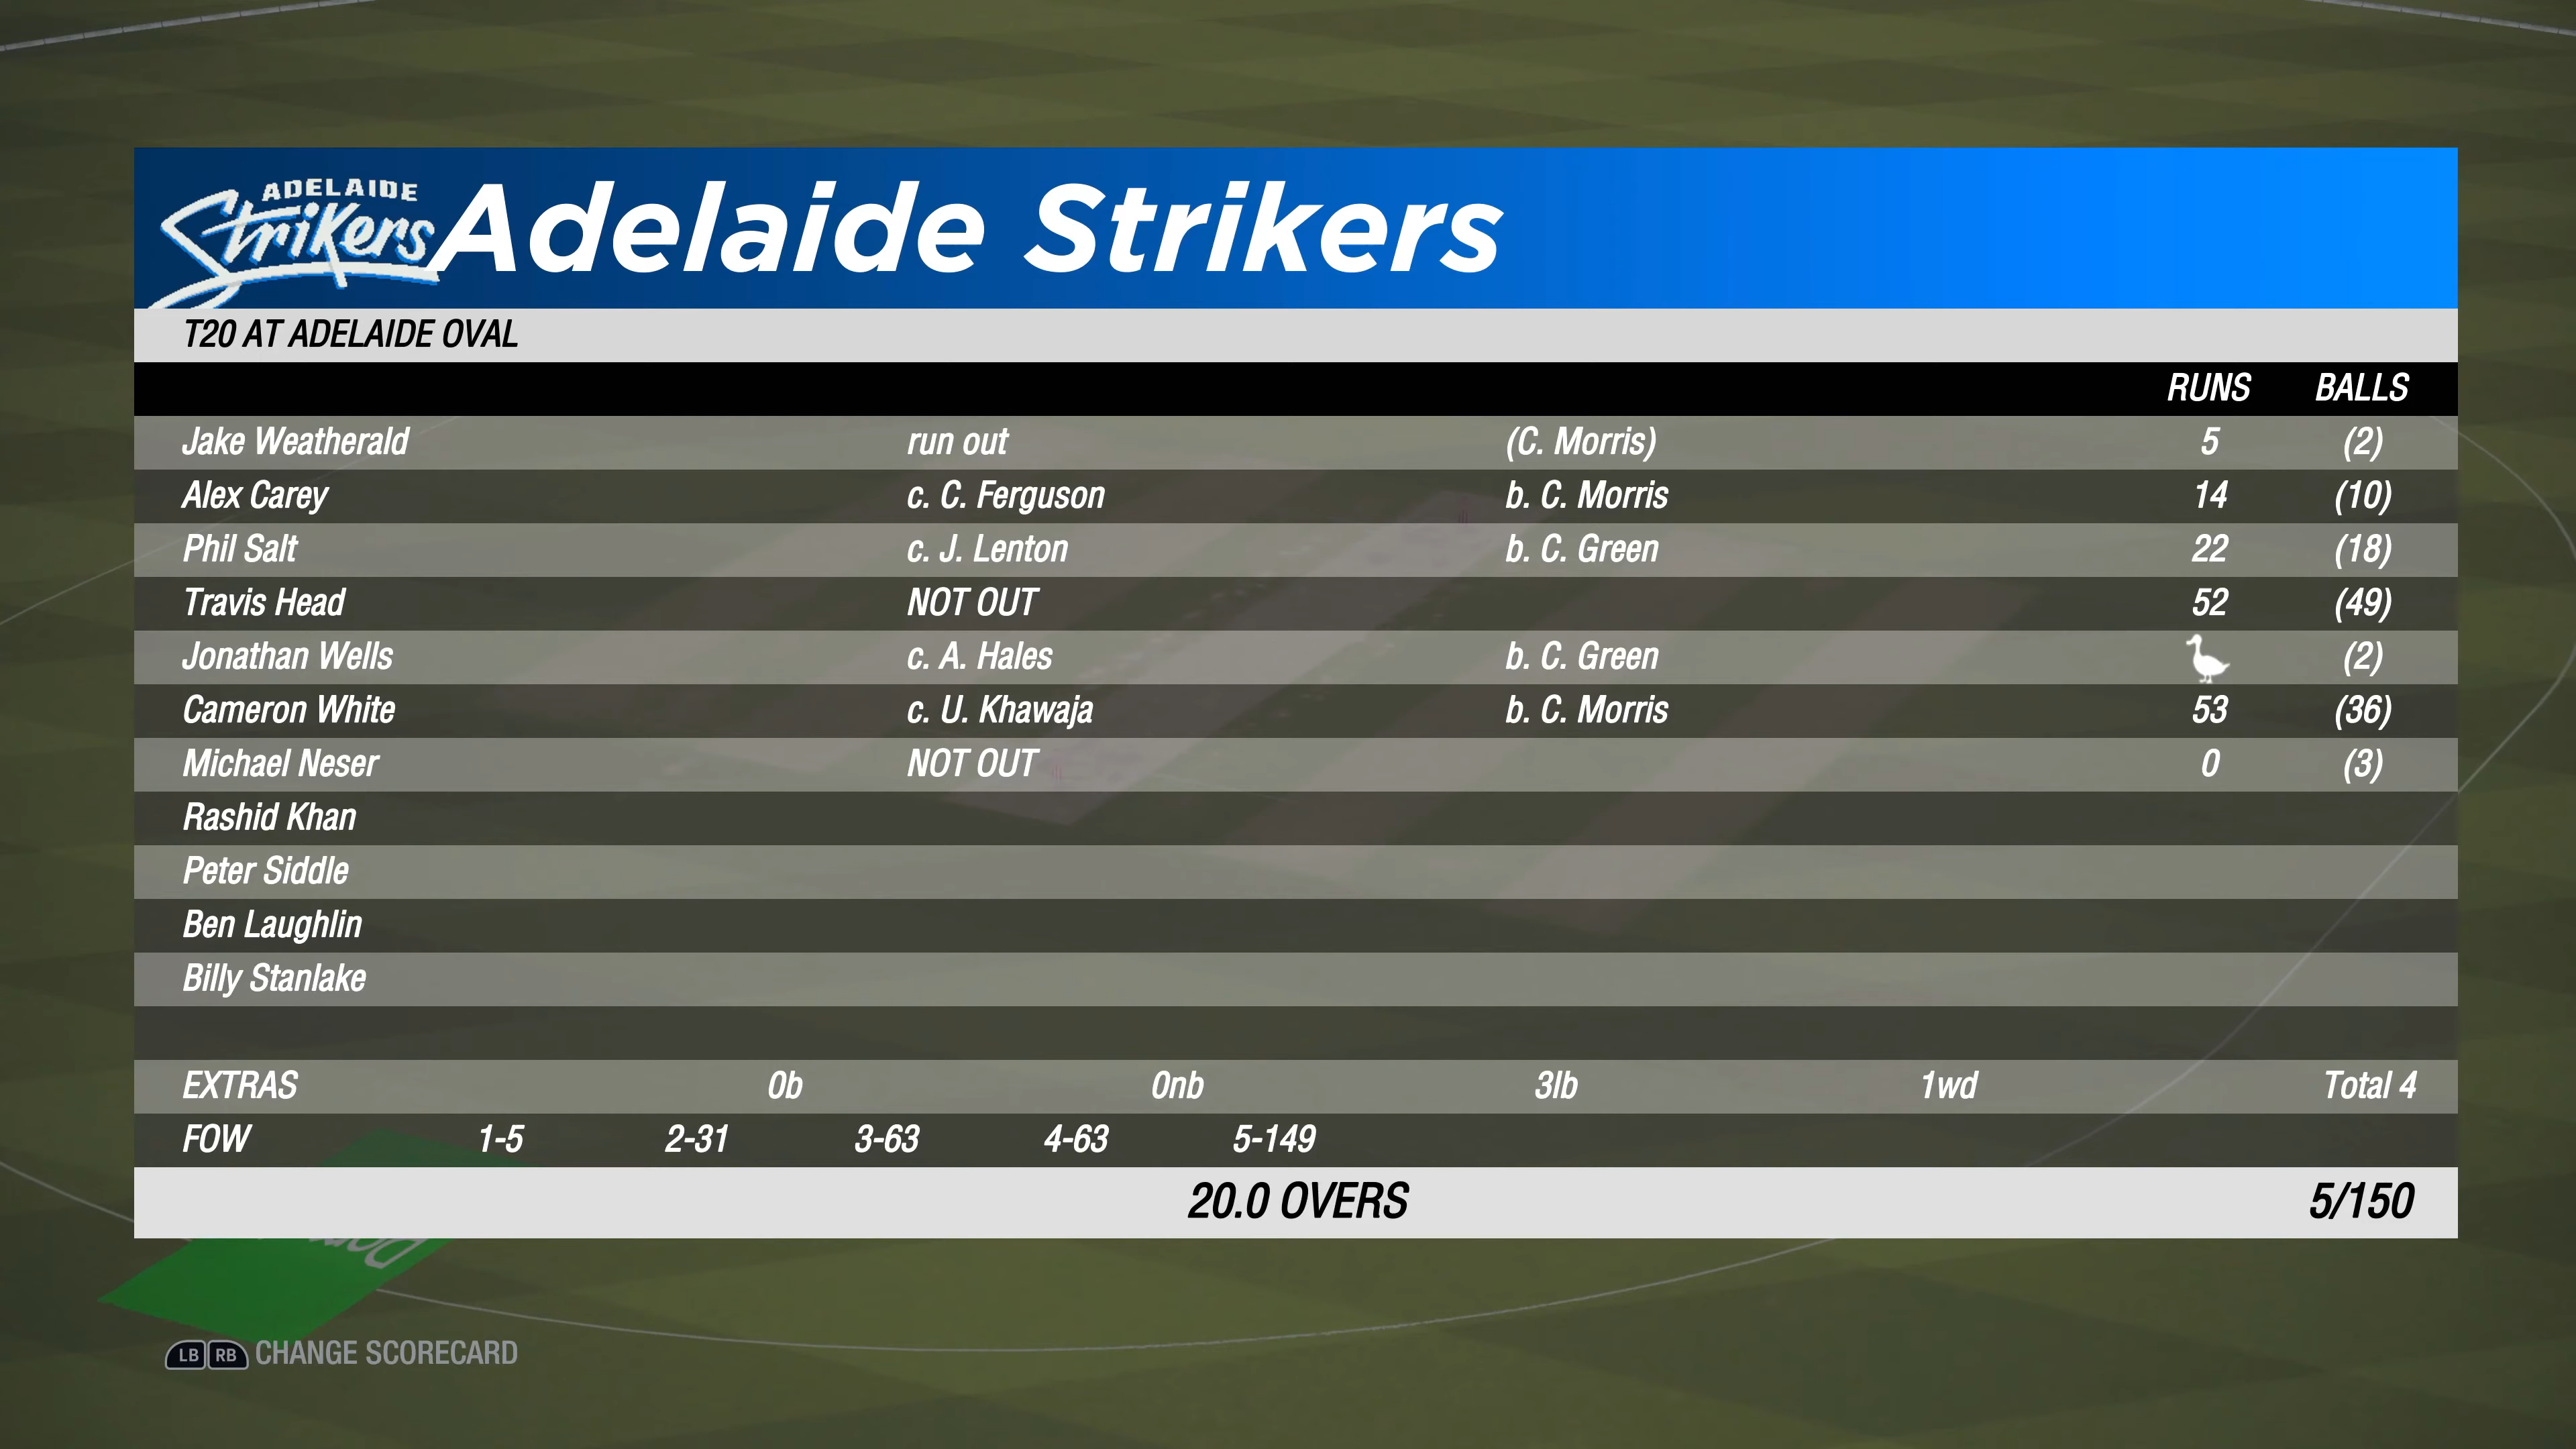 ADELAIDE
Strikers
Adelaide Strikers
T20 AT ADELAIDE OVAL
RUNS BALLS
Jake Weatherald run out (C. Morris) 5 (2)
Alex Carey c. C. Ferguson b. C. Morris 14 (10)
Phil Salt c. J. Lenton b. C. Green 22 (18)
Travis Head NOT OUT 52 (49)
Jonathan Wells c. A. Hales b. C. Green (2)
Cameron White c. U. Khawaja b. C. Morris 53 (36)
Michael Neser NOT OUT 0 (3)
Rashid Khan
Peter Siddle
Ben Laughlin
Billy Stanlake
EXTRAS 0b 0nb 3lb 1wd Total 4
FOW 1-5 2-31 3-63 4-63 5-149
20.0 OVERS 5/150
LB RB CHANGE SCORECARD